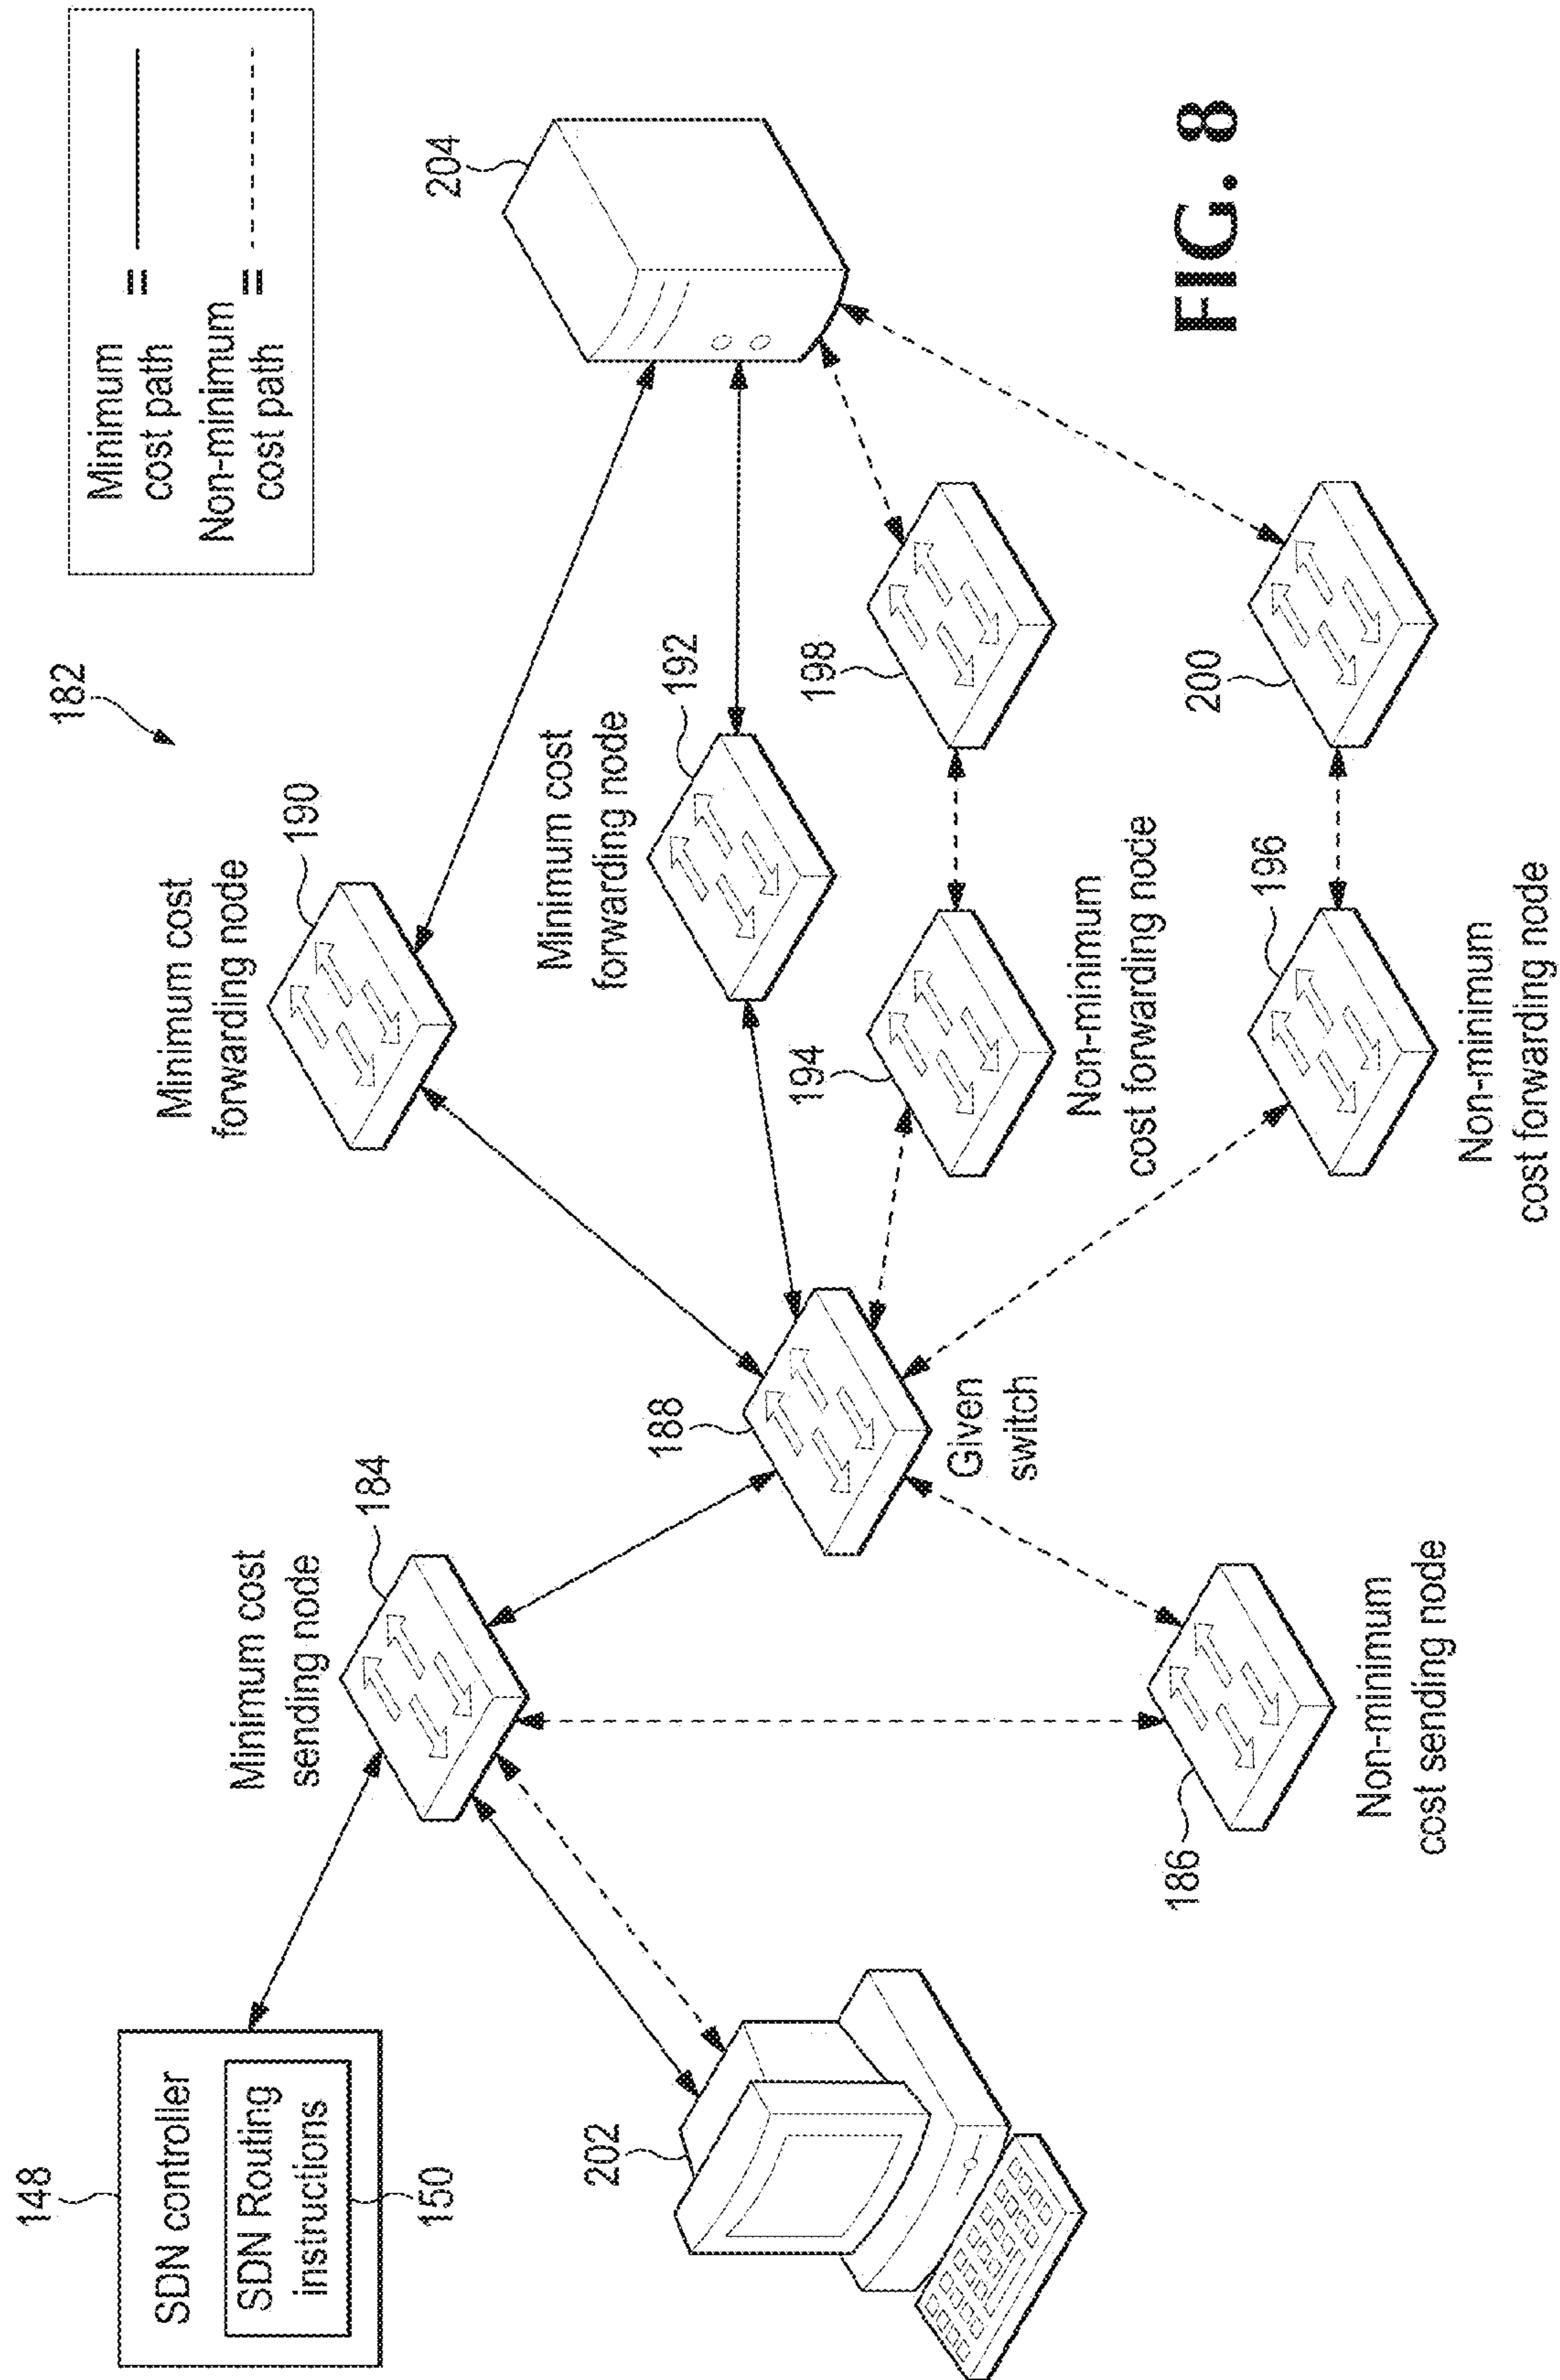 148
SDN controller
SDN Routing
instructions
150
182
Minimum
cost path
=
Non-minimum
cost path
=
Minimum cost
sending node
184
Minimum cost
forwarding node
190
Minimum cost
forwarding node
192
204
202
188
Given
switch
194
Non-minimum
cost forwarding node
198
186
Non-minimum
cost sending node
196
Non-minimum
cost forwarding node
200
FIG. 8